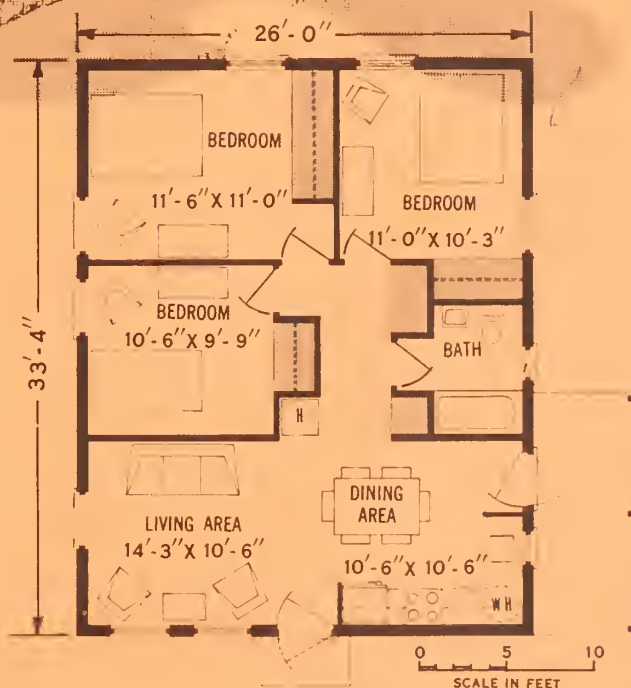 26'-0"
BEDROOM
11'-6" X 11'-0"
BEDROOM
11'-0" X 10'-3"
33'-4"
BEDROOM
10'-6" X 9'-9"
BATH
H
LIVING AREA
14'-3" X 10'-6"
DINING
AREA
10'-6" X 10'-6"
WH
0 5 10
SCALE IN FEET